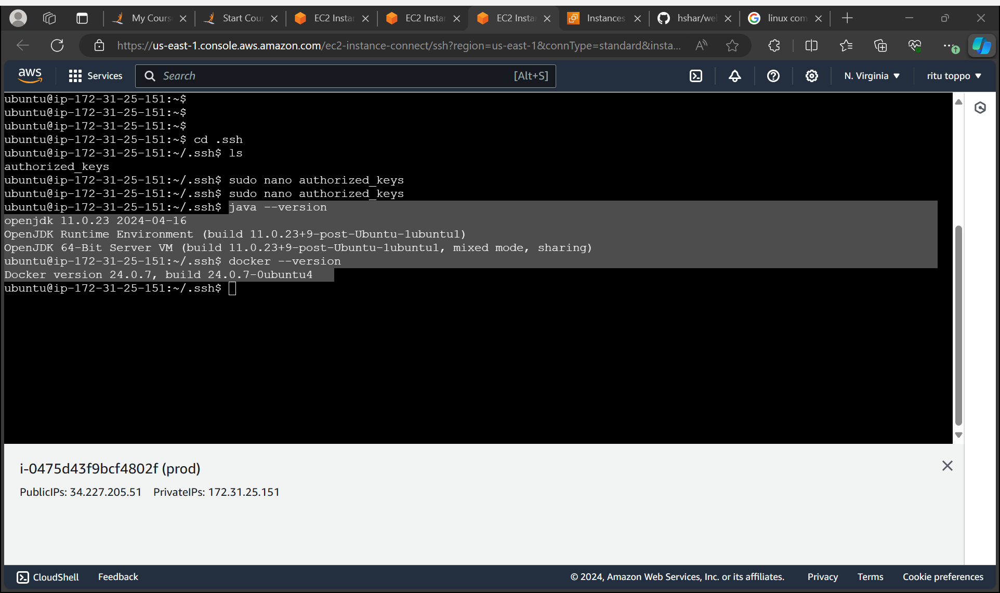 My Cours
Start Cour
EC2 Instar
EC2 Instar
EC2 Instar
Instances
hshar/wel
linux com
https://us-east-1.console.aws.amazon.com/ec2-instance-connect/ssh?region=us-east-1&connType=standard&insta...
aws
Services
Search
[Alt+S]
N. Virginia
ritu toppo
ubuntu@ip-172-31-25-151:~$
ubuntu@ip-172-31-25-151:~$
ubuntu@ip-172-31-25-151:~$
ubuntu@ip-172-31-25-151:~$ cd .ssh
ubuntu@ip-172-31-25-151:~/.ssh$ ls
authorized_keys
ubuntu@ip-172-31-25-151:~/.ssh$ sudo nano authorized_keys
ubuntu@ip-172-31-25-151:~/.ssh$ sudo nano authorized_keys
ubuntu@ip-172-31-25-151:~/.ssh$ java --version
openjdk 11.0.23 2024-04-16
OpenJDK Runtime Environment (build 11.0.23+9-post-Ubuntu-1ubuntu1)
OpenJDK 64-Bit Server VM (build 11.0.23+9-post-Ubuntu-1ubuntu1, mixed mode, sharing)
ubuntu@ip-172-31-25-151:~/.ssh$ docker --version
Docker version 24.0.7, build 24.0.7-0ubuntu4
ubuntu@ip-172-31-25-151:~/.ssh$
i-0475d43f9bcf4802f (prod)
PublicIPs: 34.227.205.51 PrivateIPs: 172.31.25.151
CloudShell
Feedback
© 2024, Amazon Web Services, Inc. or its affiliates.
Privacy
Terms
Cookie preferences